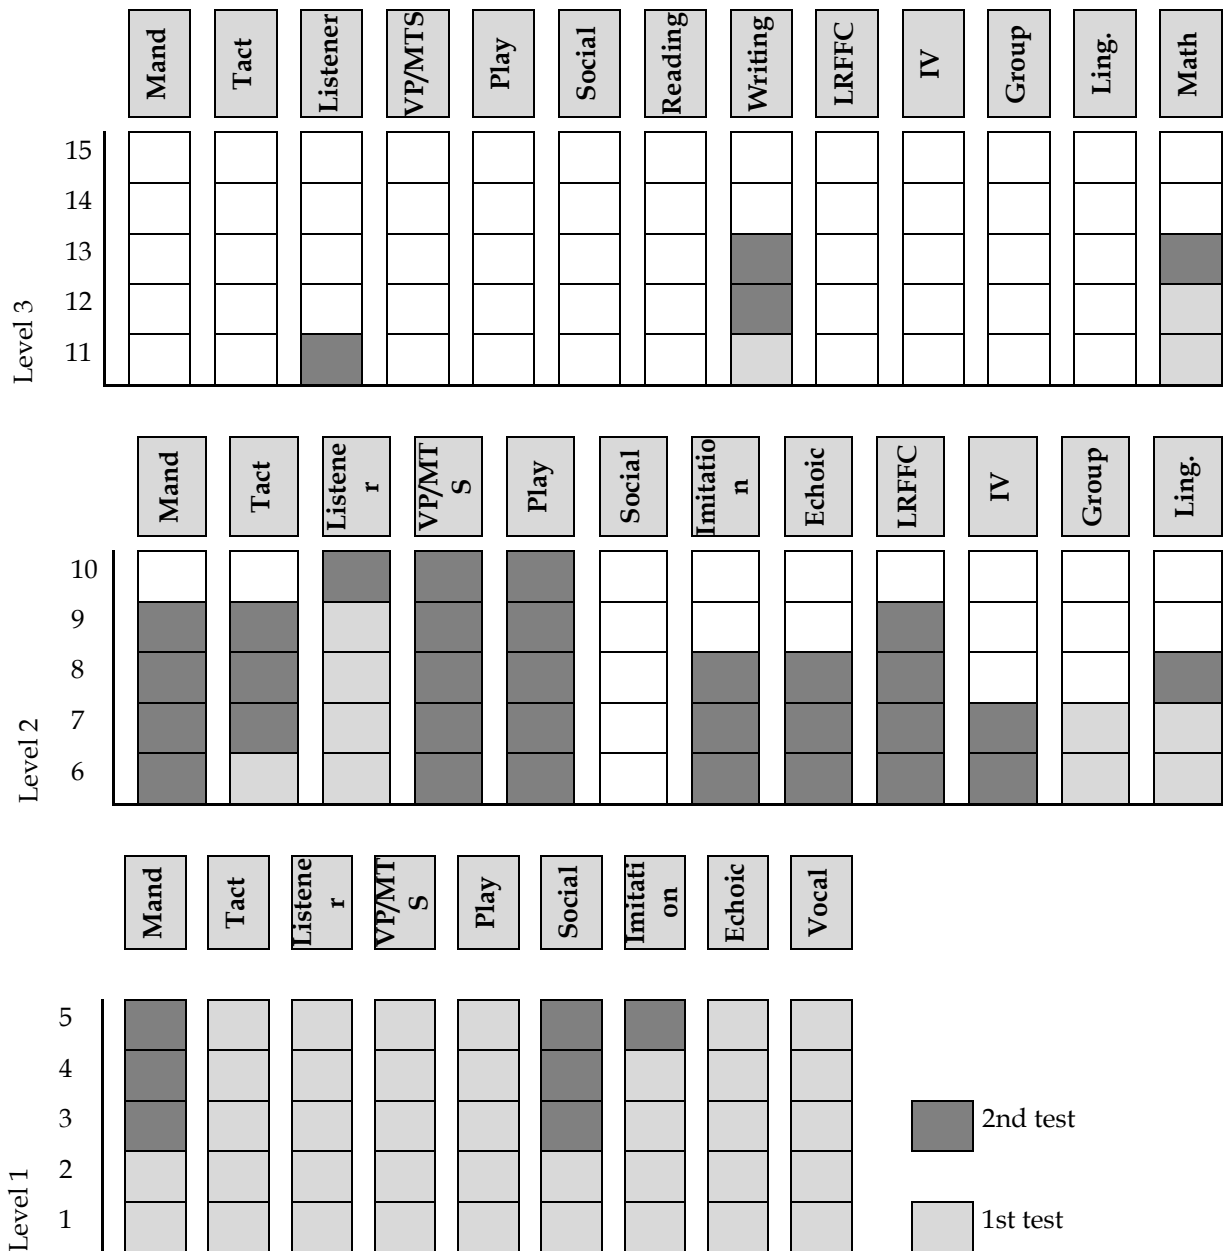 Mand
Tact
Listener
VP/MTS
Play
Social
Reading
Writing
LRFFC
IV
Group
Ling.
Math
15
14
13
12
11
Level 3
Mand
Tact
Listene
r
VP/MT
S
Play
Social
Imitatio
n
Echoic
LRFFC
IV
Group
Ling.
10
9
8
7
6
Level 2
Mand
Tact
Listene
r
VP/MT
S
Play
Social
Imitati
on
Echoic
Vocal
5
4
3
2
1
Level 1
2nd test
1st test